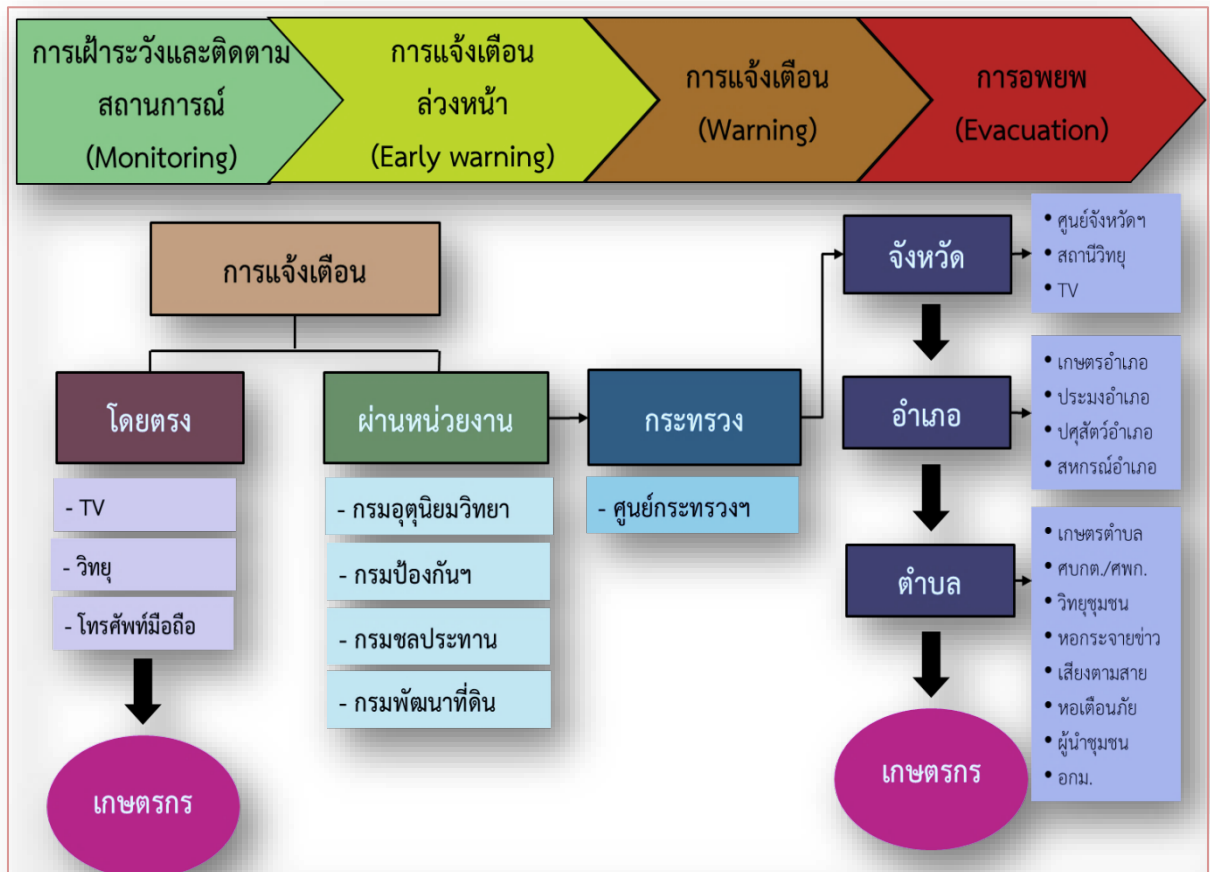 การเฝ้าระวังและติดตาม
สถานการณ์
(Monitoring)
การแจ้งเตือน
ล่วงหน้า
(Early warning)
การแจ้งเตือน
(Warning)
การอพยพ
(Evacuation)
การแจ้งเตือน
โดยตรง
- TV
- วิทยุ
- โทรศัพท์มือถือ
เกษตรกร
ผ่านหน่วยงาน
- กรมอุตุนิยมวิทยา
- กรมป้องกันฯ
- กรมชลประทาน
- กรมพัฒนาที่ดิน
กระทรวง
- ศูนย์กระทรวงฯ
จังหวัด
• ศูนย์จังหวัดฯ
• สถานีวิทยุ
• TV
อำเภอ
• เกษตรอำเภอ
• ประมงอำเภอ
• ปศุสัตว์อำเภอ
• สหกรณ์อำเภอ
ตำบล
• เกษตรตำบล
• ศบกต./ศพก.
• วิทยุชุมชน
• หอกระจายข่าว
• เสียงตามสาย
• หอเตือนภัย
• ผู้นำชุมชน
• อกม.
เกษตรกร